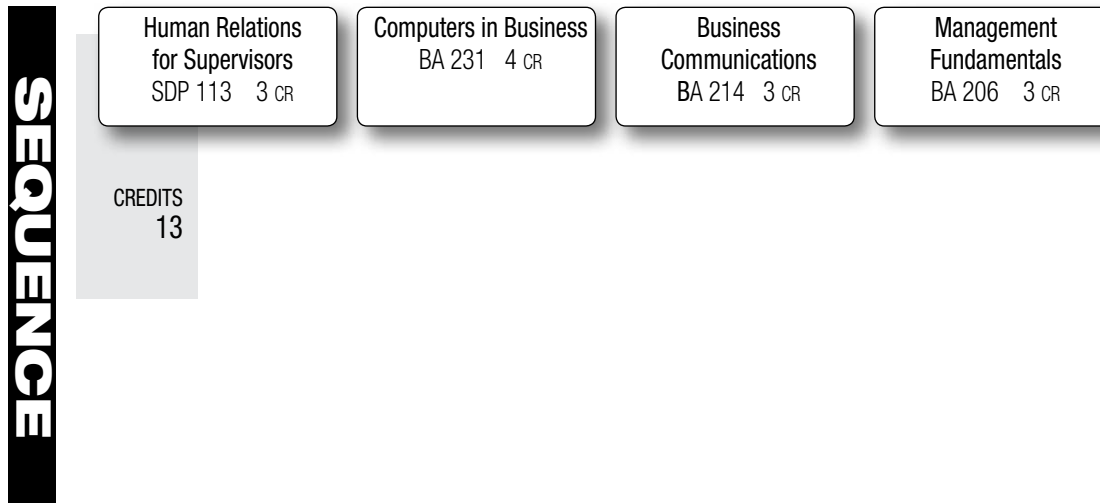 SEQUENCE
Human Relations
for Supervisors
SDP 113 3 CR
Computers in Business
BA 231 4 CR
Business
Communications
BA 214 3 CR
Management
Fundamentals
BA 206 3 CR
CREDITS
13